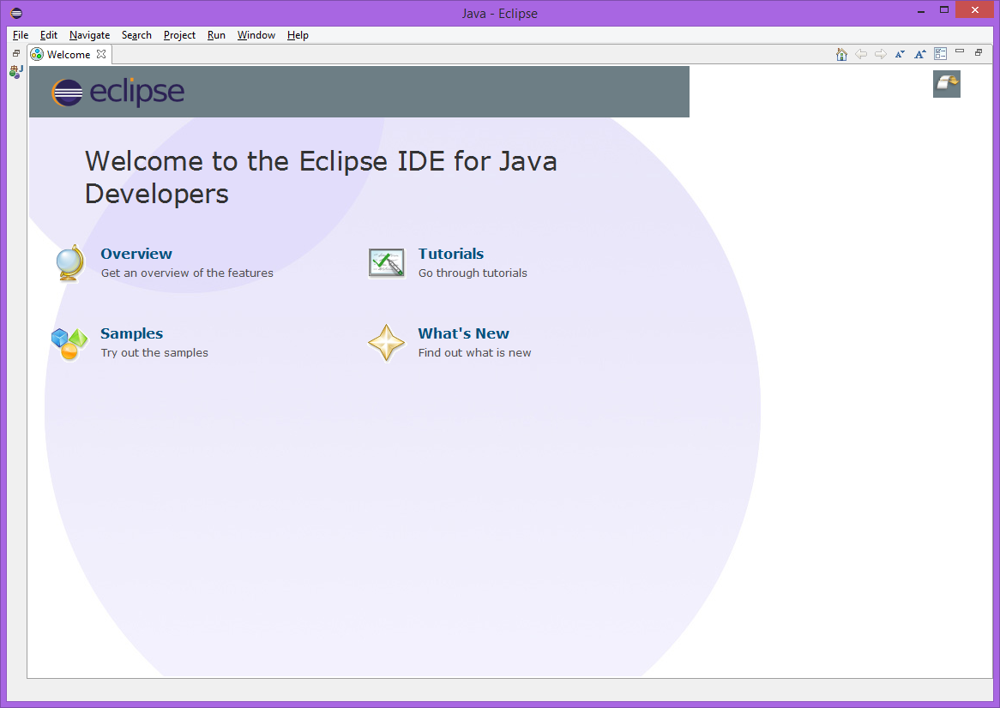 Java - Eclipse
File Edit Navigate Search Project Run Window Help
Welcome
eclipse
Welcome to the Eclipse IDE for Java
Developers
Overview
Get an overview of the features
Tutorials
Go through tutorials
Samples
Try out the samples
What's New
Find out what is new